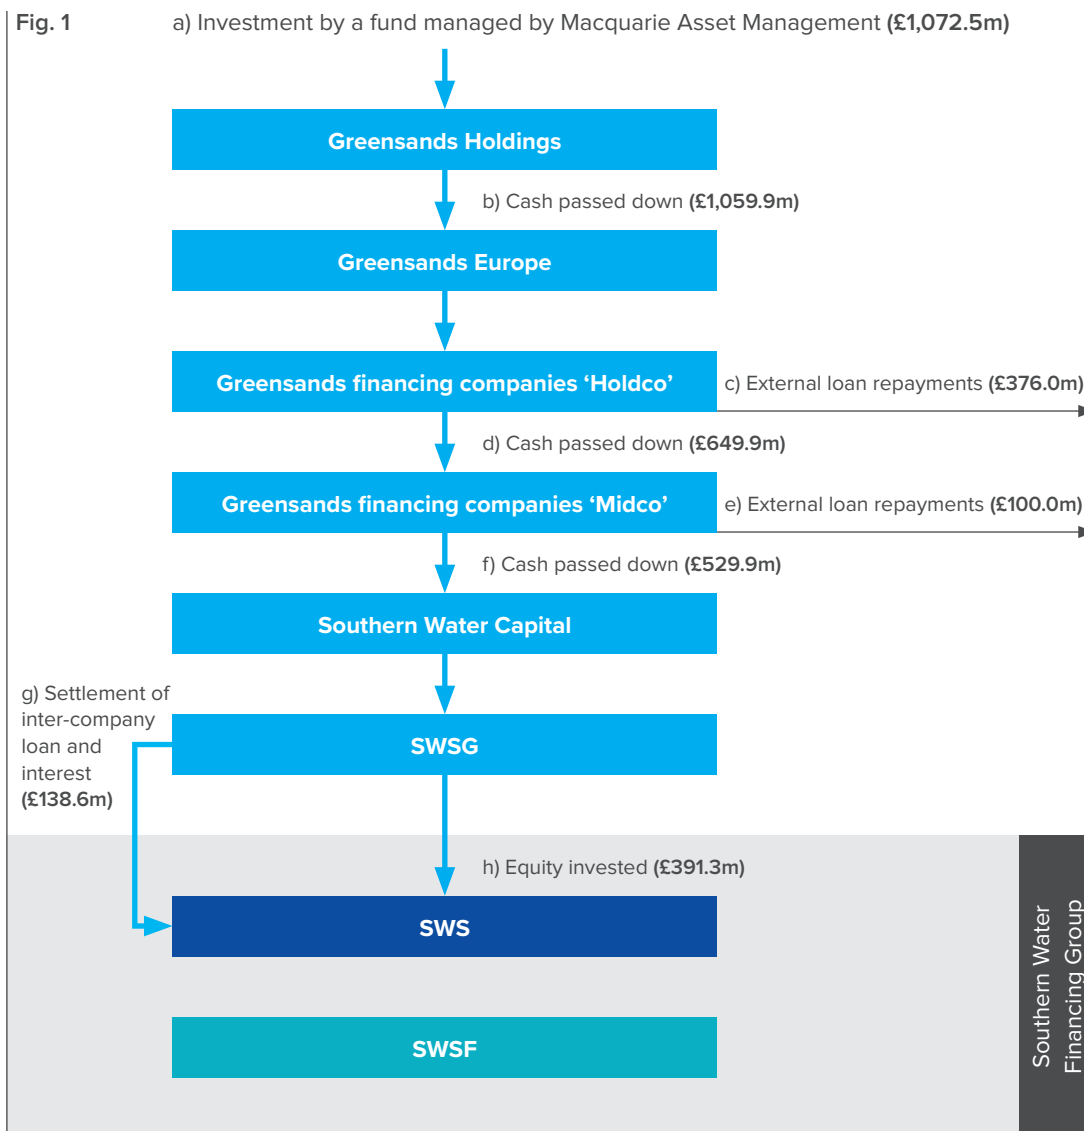 Fig. 1
a) Investment by a fund managed by Macquarie Asset Management (£1,072.5m)
Greensands Holdings
b) Cash passed down (£1,059.9m)
Greensands Europe
Greensands financing companies ‘Holdco’
c) External loan repayments (£376.0m)
d) Cash passed down (£649.9m)
Greensands financing companies ‘Midco’
e) External loan repayments (£100.0m)
f) Cash passed down (£529.9m)
Southern Water Capital
g) Settlement of
inter-company
loan and
interest
(£138.6m)
SWSG
h) Equity invested (£391.3m)
SWS
SWSF
Southern Water
Financing Group